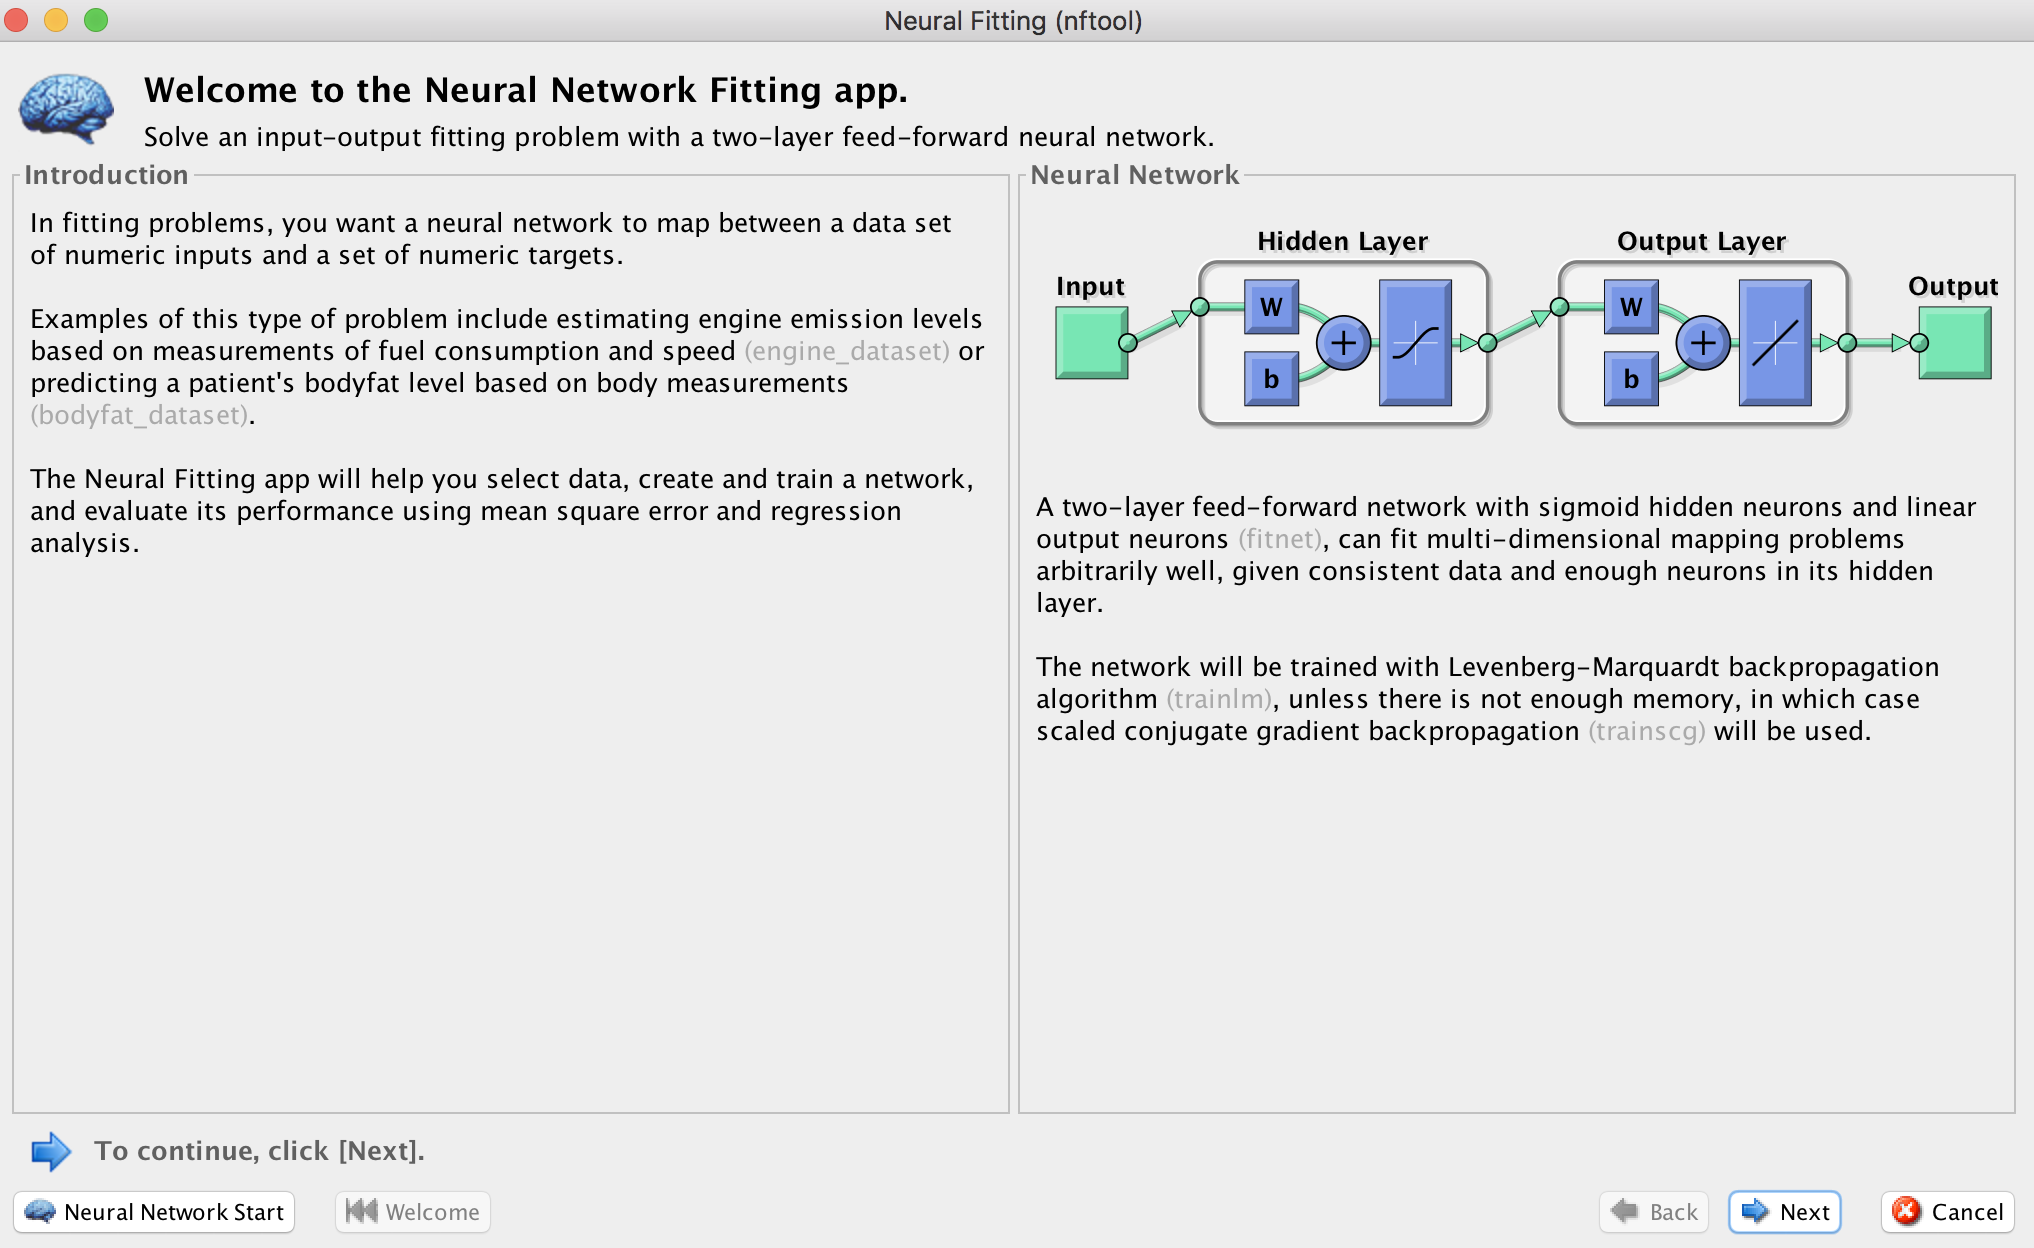 Neural Fitting (nftool)
Welcome to the Neural Network Fitting app.
Solve an input-output fitting problem with a two-layer feed-forward neural network.
Introduction
In fitting problems, you want a neural network to map between a data set
of numeric inputs and a set of numeric targets.
Examples of this type of problem include estimating engine emission levels
based on measurements of fuel consumption and speed (engine_dataset) or
predicting a patient's bodyfat level based on body measurements
(bodyfat_dataset).
The Neural Fitting app will help you select data, create and train a network,
and evaluate its performance using mean square error and regression
analysis.
Neural Network
Hidden Layer
Output Layer
Input
Output
W
b
+
W
b
+
A two-layer feed-forward network with sigmoid hidden neurons and linear
output neurons (fitnet), can fit multi-dimensional mapping problems
arbitrarily well, given consistent data and enough neurons in its hidden
layer.
The network will be trained with Levenberg-Marquardt backpropagation
algorithm (trainlm), unless there is not enough memory, in which case
scaled conjugate gradient backpropagation (trainscg) will be used.
To continue, click [Next].
Neural Network Start
Welcome
Back
Next
Cancel